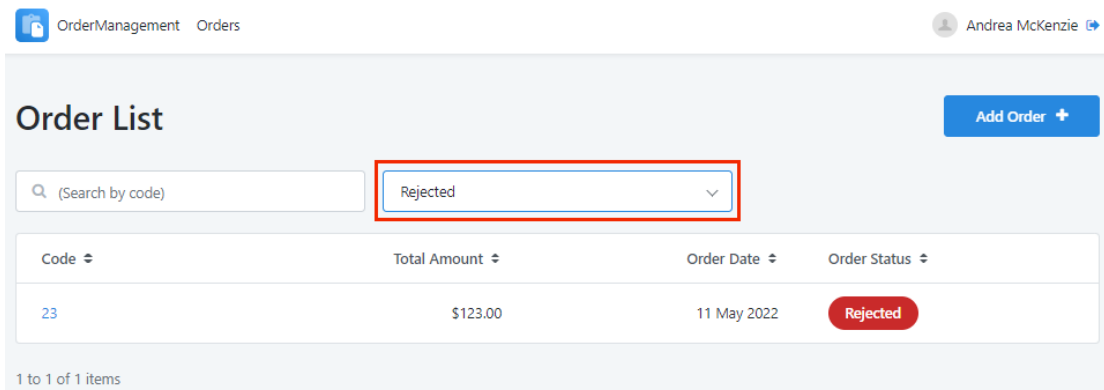 OrderManagement Orders Andrea McKenzie
Order List
Add Order
(Search by code) Rejected
Code Total Amount Order Date Order Status
23 $123.00 11 May 2022 Rejected
1 to 1 of 1 items